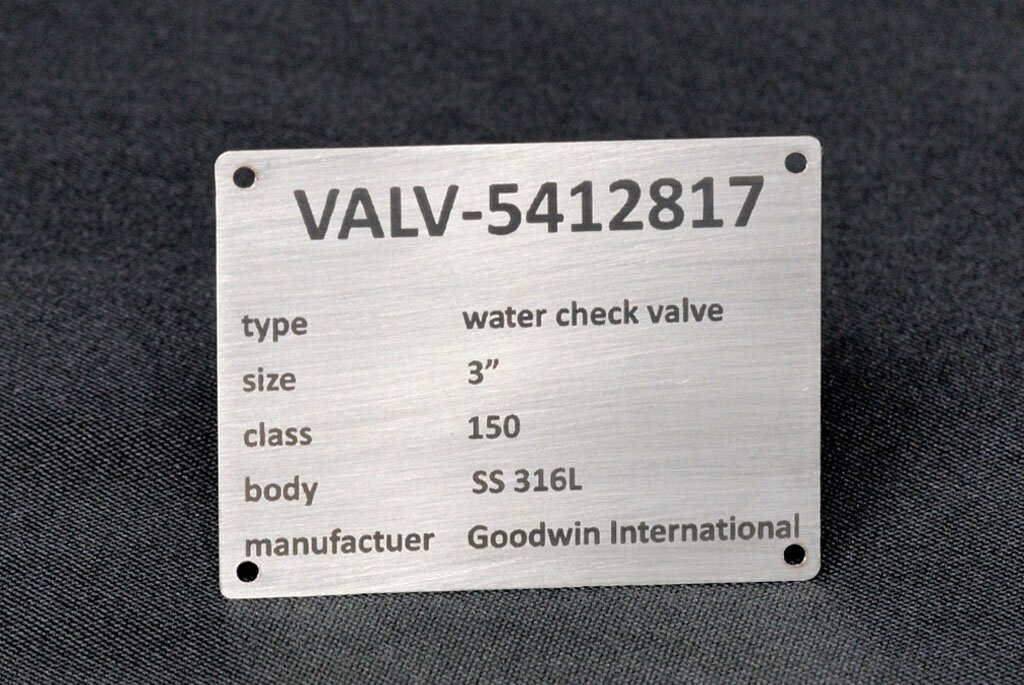 VALV-5412817
type water check valve
size 3”
class 150
body SS 316L
manufactuer Goodwin International